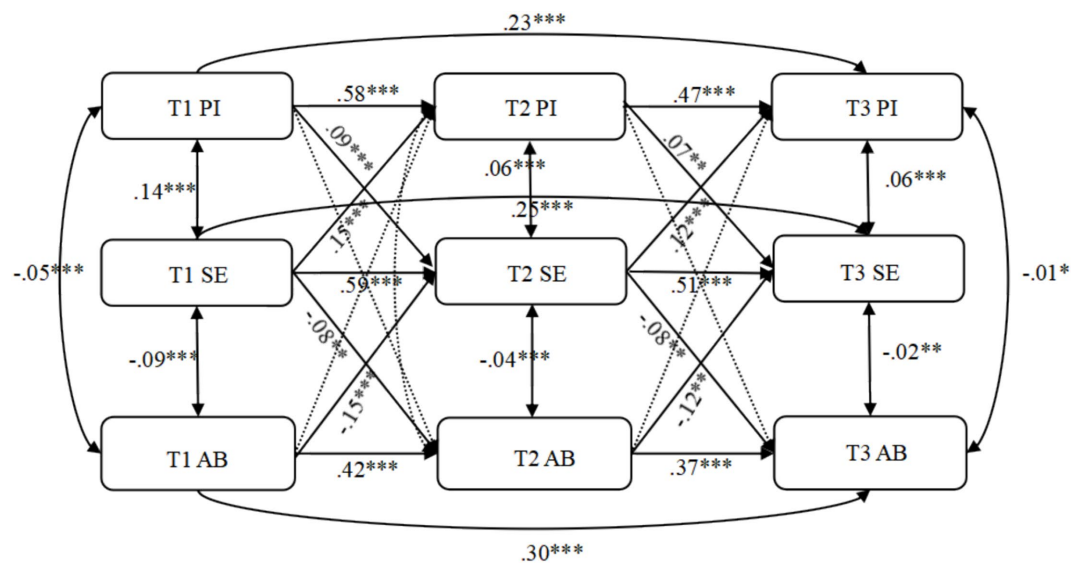 .23***
T1 PI
.58***
T2 PI
.47***
T3 PI
.09***
.07**
.14***
.06***
.06***
.15***
.25***
.12***
-.05***
T1 SE
.59***
T2 SE
.51***
T3 SE
-.01*
-.08**
-.08**
-.09***
-.04***
-.02**
-.15***
-.12**
T1 AB
.42***
T2 AB
.37***
T3 AB
.30***